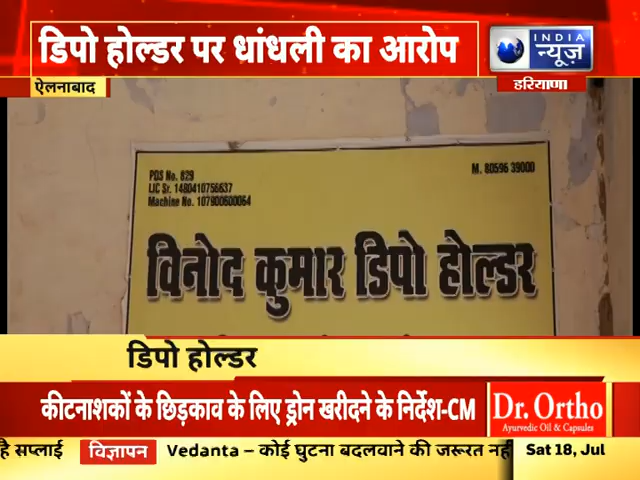 डिपो होल्डर पर धांधली का आरोप
INDIA
न्यूज़
हरियाणा
ऐलनाबाद
PDS No. 829
M. 80596 39000
LIC Sr. 1480410756637
Machine No. 107900600064
विनोद कुमार डिपो होल्डर
डिपो होल्डर
कीटनाशकों के छिड़काव के लिए ड्रोन खरीदने के निर्देश-CM
Dr. Ortho
Ayurvedic Oil & Capsules
है सप्लाई विज्ञापन Vedanta – कोई घुटना बदलवाने की जरूरत नहीं Sat 18, Jul